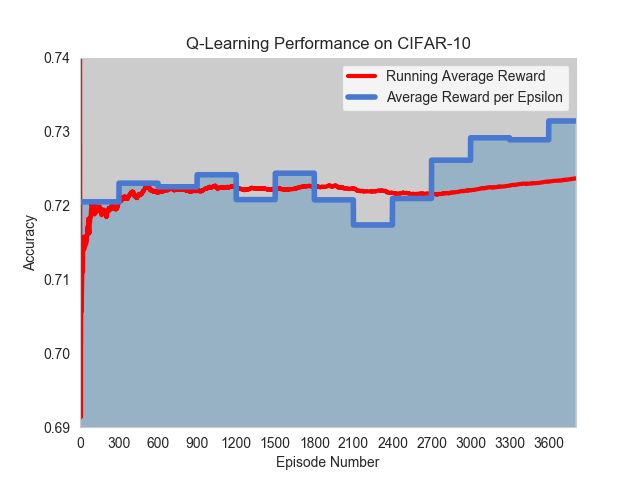 Q-Learning Performance on CIFAR-10
Running Average Reward
Average Reward per Epsilon
0.74
0.73
0.72
0.71
0.70
0.69
Accuracy
0 300 600 900 1200 1500 1800 2100 2400 2700 3000 3300 3600
Episode Number